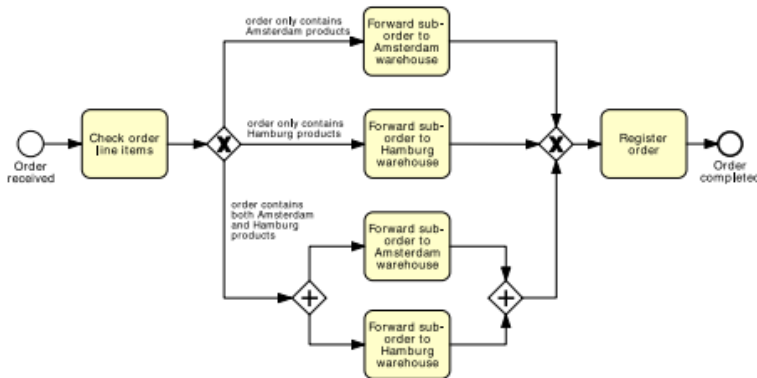 order only contains
Amsterdam products
Forward sub-
order to
Amsterdam
warehouse
Order
received
Check order
line items
order only contains
Hamburg products
Forward sub-
order to
Hamburg
warehouse
Register
order
Order
completed
order contains
both Amsterdam
and Hamburg
products
Forward sub-
order to
Amsterdam
warehouse
Forward sub-
order to
Hamburg
warehouse